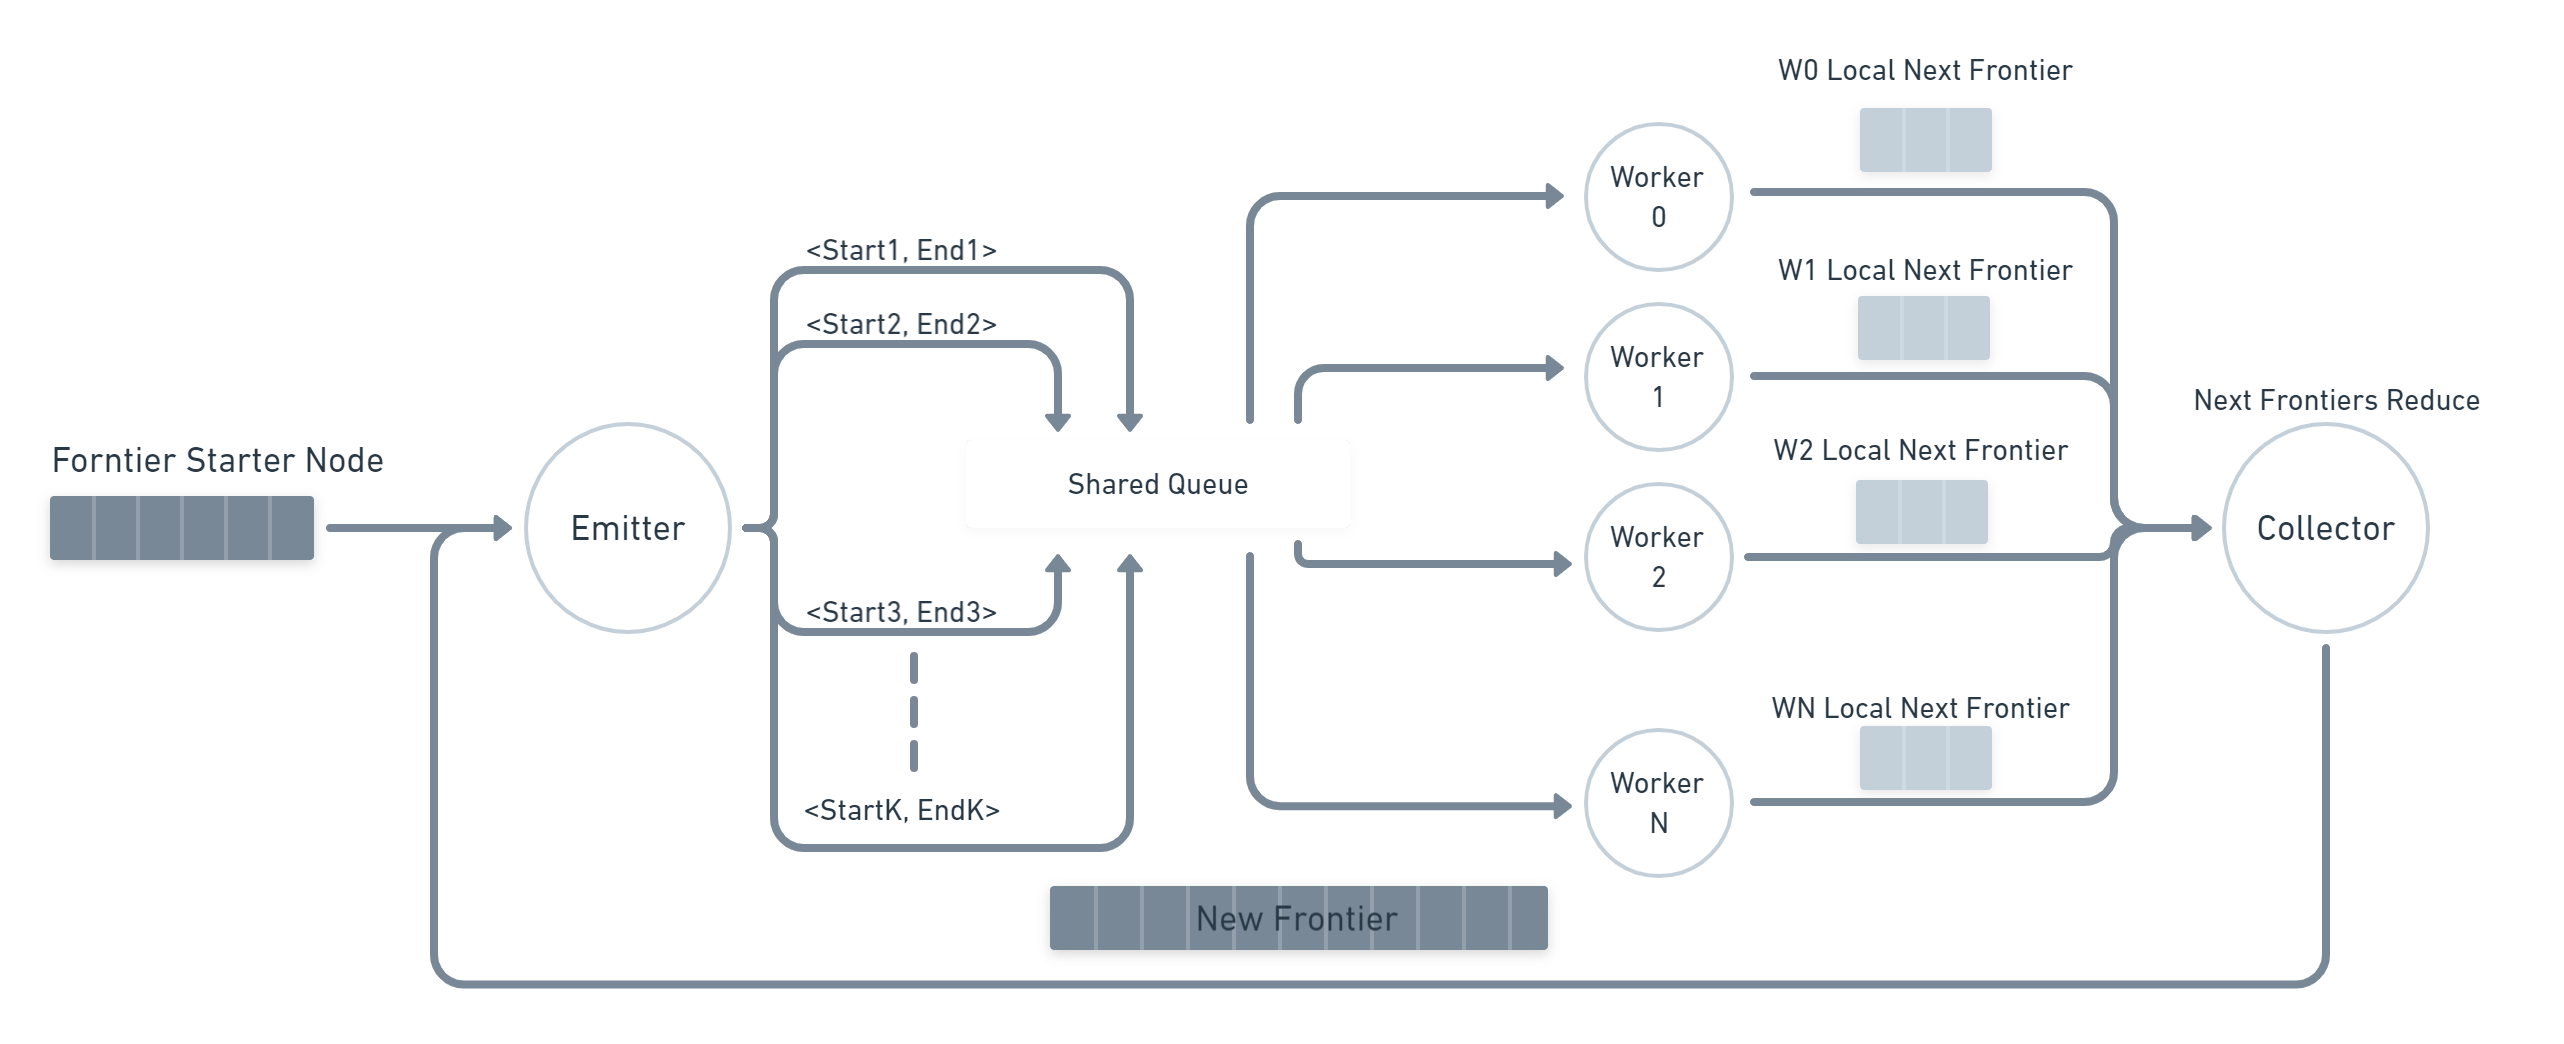 Forntier Starter Node
Emitter
<Start1, End1>
<Start2, End2>
<Start3, End3>
<StartK, EndK>
Shared Queue
Worker
0
Worker
1
Worker
2
Worker
N
W0 Local Next Frontier
W1 Local Next Frontier
W2 Local Next Frontier
WN Local Next Frontier
Next Frontiers Reduce
Collector
New Frontier